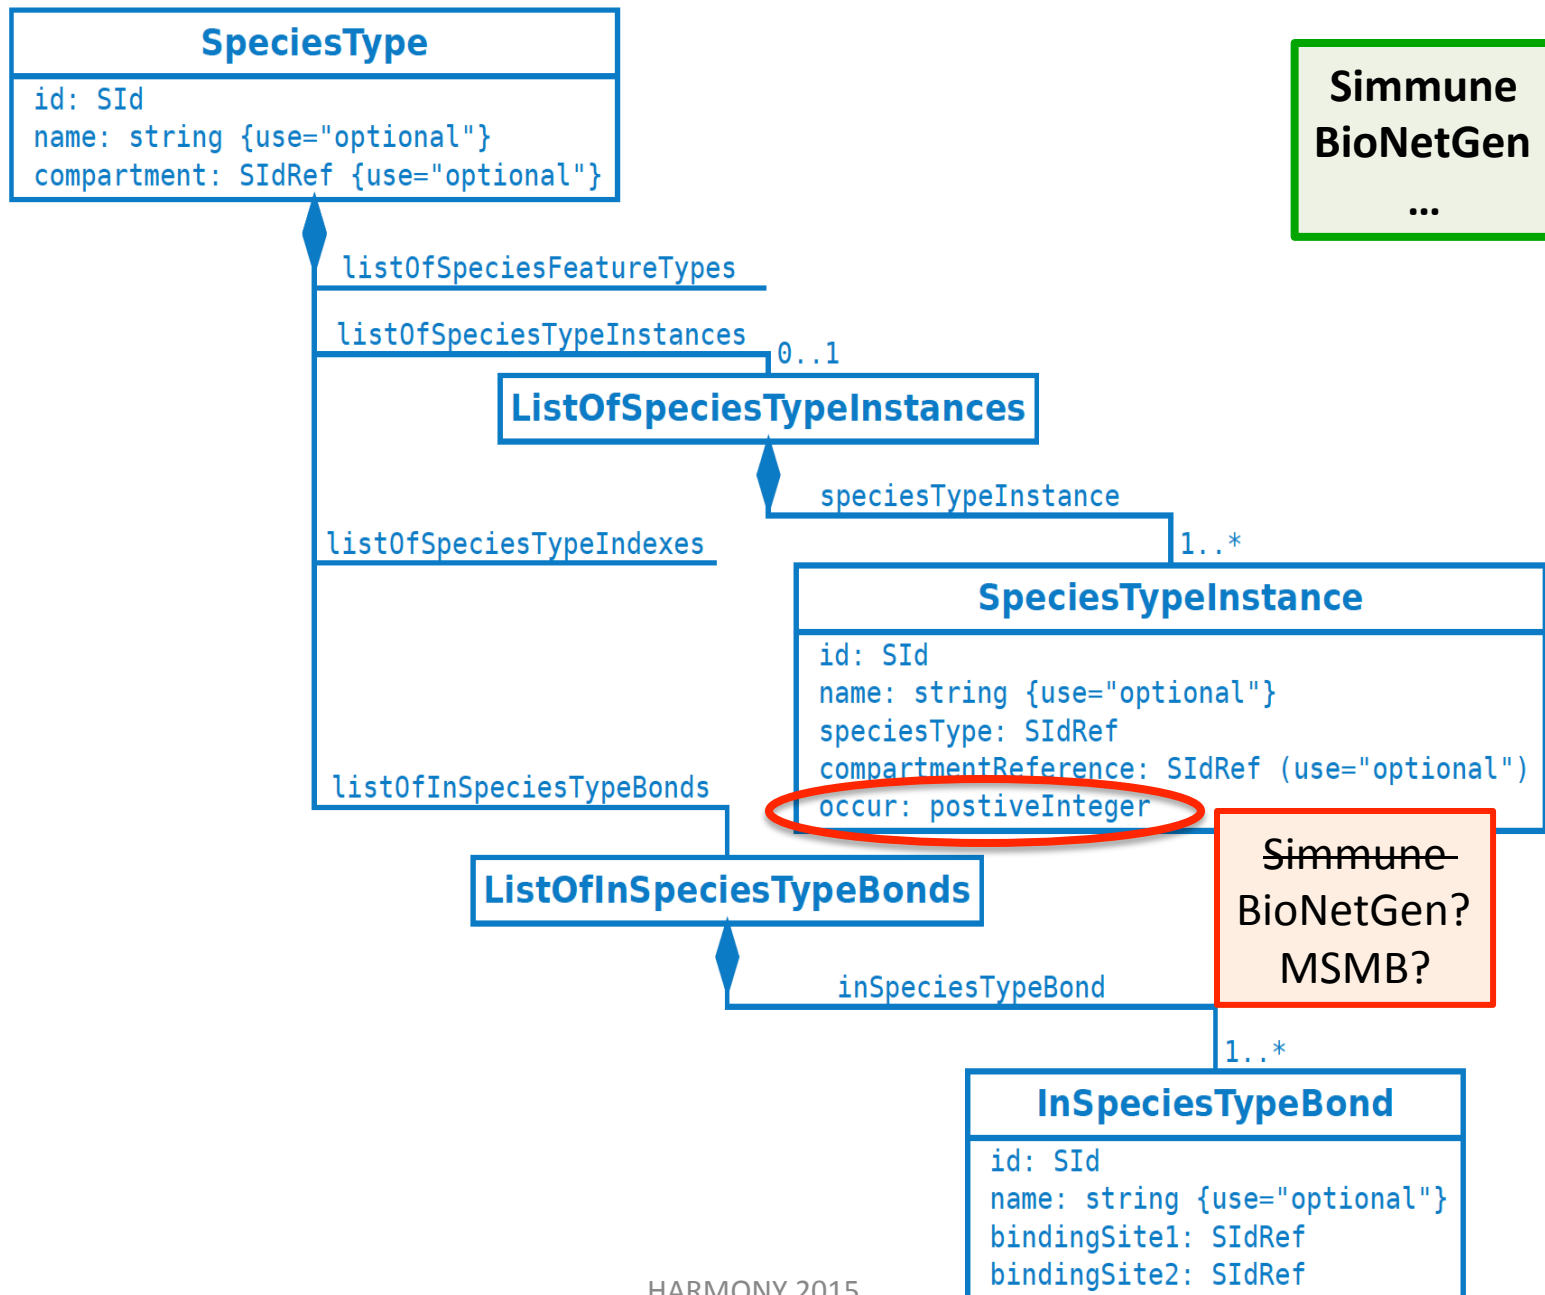 SpeciesType
id: SId
name: string {use="optional"}
compartment: SIdRef {use="optional"}
Simmune
BioNetGen
...
listOfSpeciesFeatureTypes
listOfSpeciesTypeInstances
0..1
ListOfSpeciesTypeInstances
speciesTypeInstance
1..*
listOfSpeciesTypeIndexes
SpeciesTypeInstance
id: SId
name: string {use="optional"}
speciesType: SIdRef
compartmentReference: SIdRef (use="optional")
occur: postiveInteger
listOfInSpeciesTypeBonds
Simmune
BioNetGen?
MSMB?
ListOfInSpeciesTypeBonds
inSpeciesTypeBond
1..*
InSpeciesTypeBond
id: SId
name: string {use="optional"}
bindingSite1: SIdRef
bindingSite2: SIdRef
HARMONY 2015